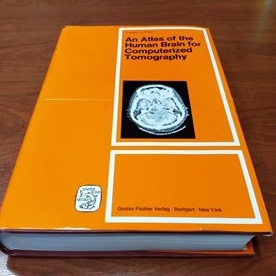 An Atlas of the
Human Brain for
Computerized
Tomography
Gustav Fischer Verlag · Stuttgart · New York